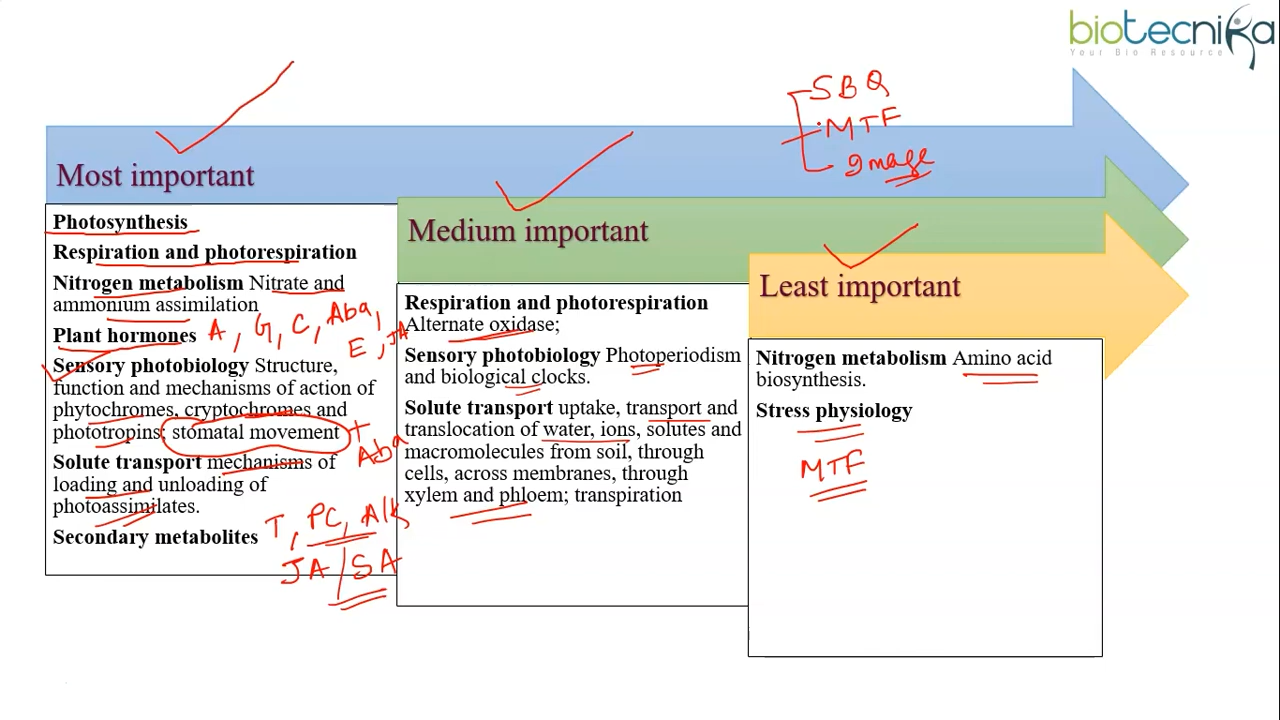 biotecnika
Your Bio Resource
SBQ
MTF
Image
Most important
Photosynthesis
Respiration and photorespiration
Nitrogen metabolism Nitrate and
ammonium assimilation
Plant hormones A, G, C, Aba,
E, JA
Sensory photobiology Structure,
function and mechanisms of action of
phytochromes, cryptochromes and
phototropins; stomatal movement +
Aba
Solute transport mechanisms of
loading and unloading of
photoassimilates.
Secondary metabolites T, PC, Alk
JA / SA
Medium important
Respiration and photorespiration
Alternate oxidase;
Sensory photobiology Photoperiodism
and biological clocks.
Solute transport uptake, transport and
translocation of water, ions, solutes and
macromolecules from soil, through
cells, across membranes, through
xylem and phloem; transpiration
Least important
Nitrogen metabolism Amino acid
biosynthesis.
Stress physiology
MTF